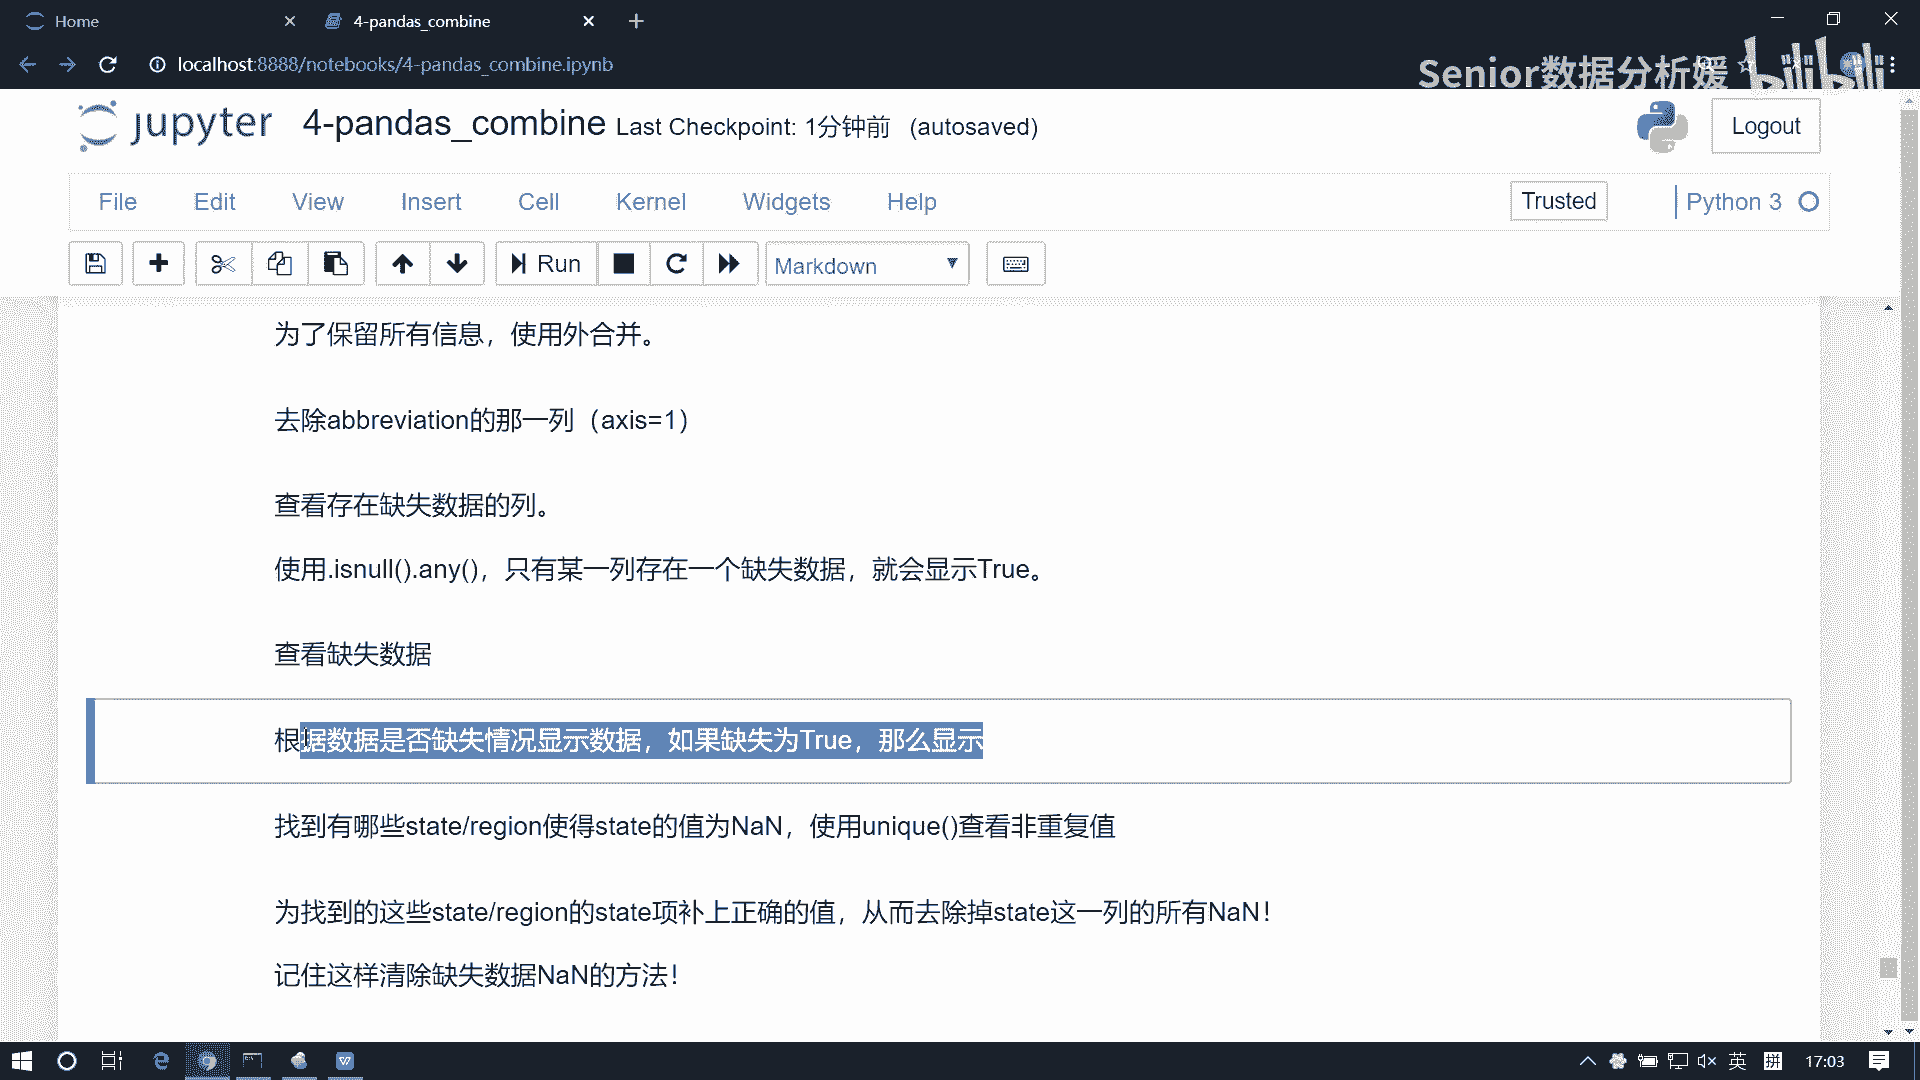 Home
4-pandas_combine
localhost:8888/notebooks/4-pandas_combine.ipynb
Senior数据分析媛
bilibili
jupyter 4-pandas_combine Last Checkpoint: 1分钟前 (autosaved)
Logout
File Edit View Insert Cell Kernel Widgets Help
Trusted
Python 3
Run
Markdown
为了保留所有信息，使用外合并。
去除abbreviation的那一列（axis=1）
查看存在缺失数据的列。
使用.isnull().any()，只有某一列存在一个缺失数据，就会显示True。
查看缺失数据
根据数据是否缺失情况显示数据，如果缺失为True，那么显示
找到有哪些state/region使得state的值为NaN，使用unique()查看非重复值
为找到的这些state/region的state项补上正确的值，从而去除掉state这一列的所有NaN！
记住这样清除缺失数据NaN的方法！
英
拼
17:03